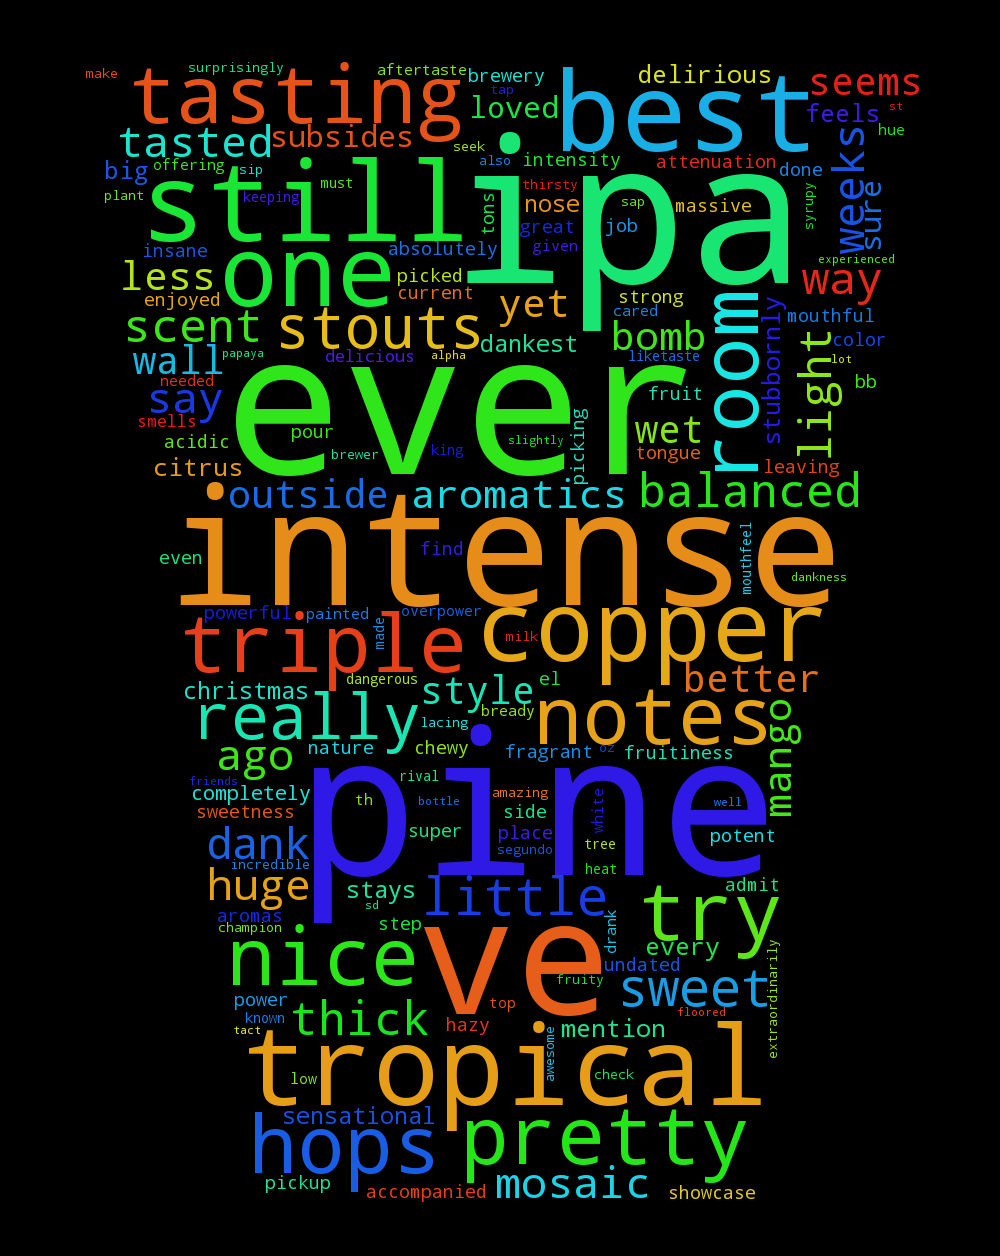 make surprisingly aftertaste brewery delirious seems
tasting tap best feels st
tasted subsides loved hue
seek
big offering sip also intensity attenuation done weeks
plant keeping must still thirsty ipa sap massive syrupy sure
tons nose great job
insane absolutely given experienced
less one picked current yet strong way
enjoyed cared room mouthful
scent stouts dankest bomb stubbornly light color
wall papaya delicious alpha liketaste lot
needed say ever fruit bb
smells pour wet
acidic brewer king slightly picking tongue
citrus leaving
outside aromatics balanced
intense
even find mouthfeel dankness
powerful painted overpower
triple made milk copper
dangerous el better
christmas style
really lacing bready notes mango
ago nature chewy fragrant oz fruitiness
friends rival
completely th bottle pine amazing white well
sweetness side
dank super place potent
incredible segundo tree
heat
huge stays little admit
aromas sd try
champion step drank every
nice ve undated extraordinarily
power fruity sweet
known thick top floored
tact hazy mention
tropical awesome
low check
hops sensational pretty
pickup accompanied mosaic showcase